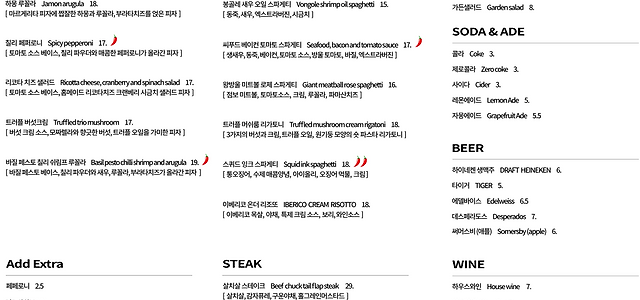 하몽 루꼴라 Jamon arugula 18.
[ 마르게리타 피자에 짭짤한 하몽과 루꼴라, 부라타치즈를 얹은 피자 ]
칠리 페퍼로니 Spicy pepperoni 17.
[ 토마토 소스 베이스, 칠리 파우더와 매콤한 페퍼로니가 올라간 피자 ]
리코타 치즈 샐러드 Ricotta cheese, cranberry and spinach salad 17.
[ 토마토 소스 베이스, 홈메이드 리코타치즈 크랜베리 시금치 샐러드 피자 ]
트러플 버섯크림 Truffled trio mushroom 17.
[ 버섯 크림 소스, 모짜렐라와 향긋한 버섯, 트러플 오일을 가미한 피자 ]
바질 페스토 칠리 쉬림프 루꼴라 Basil pesto chilli shrimp and arugula 19.
[ 바질 페스토 베이스, 칠리 파우더와 새우, 루꼴라, 부라타치즈가 올라간 피자 ]
Add Extra
페페로니 2.5
봉골레 새우 오일 스파게티 Vongole shrimp oil spaghetti 15.
[ 동죽, 새우, 엑스트라버진, 시금치 ]
씨푸드 베이컨 토마토 스파게티 Seafood, bacon and tomato sauce 17.
[ 생새우, 동죽, 베이컨, 토마토 소스, 방울 토마토, 바질, 엑스트라버진 ]
왕방울 미트볼 로제 스파게티 Giant meatball rose spaghetti 16.
[ 점보 미트볼, 토마토소스, 크림, 루꼴라, 파마산치즈 ]
트러플 머쉬룸 리가토니 Truffled mushroom cream rigatoni 18.
[ 3가지의 버섯과 크림, 트러플 오일, 원기둥 모양의 숏 파스타 리가토니 ]
스퀴드 잉크 스파게티 Squid ink spaghetti 18.
[ 통오징어, 수제 매콤양념, 아이올리, 오징어 먹물, 크림 ]
이베리코 온더 리조또 IBERICO CREAM RISOTTO 18.
[ 이베리코 목살, 야채, 특제 크림 소스, 보리, 와인소스 ]
STEAK
살치살 스테이크 Beef chuck tail flap steak 29.
[ 살치살, 감자퓨레, 구운야채, 홀그레인머스타드 ]
가든샐러드 Garden salad 8.
SODA & ADE
콜라 Coke 3.
제로콜라 Zero coke 3.
사이다 Cider 3.
레몬에이드 Lemon Ade 5.
자몽에이드 Grapefruit Ade 5.5
BEER
하이네켄 생맥주 DRAFT HEINEKEN 6.
타이거 TIGER 5.
에델바이스 Edelweiss 6.5
데스페라도스 Desperados 7.
써머스비 (애플) Somersby (apple) 6.
WINE
하우스와인 House wine 7.